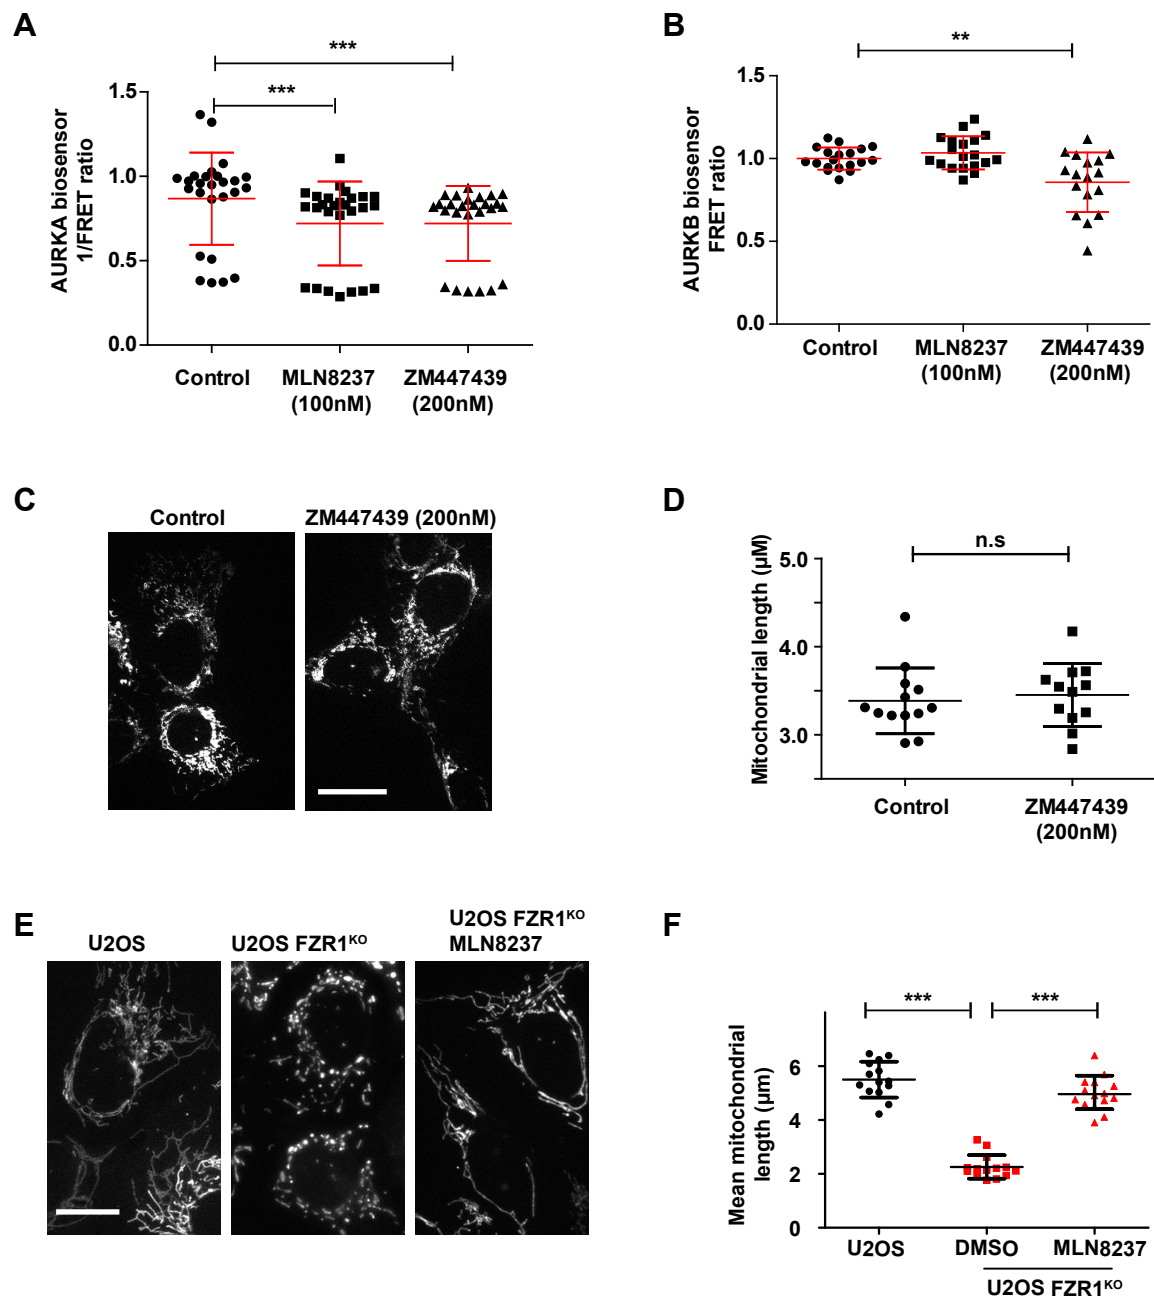 A
***
***
1.5
1.0
0.5
0.0
AURKA biosensor
1/FRET ratio
Control
MLN8237
(100nM)
ZM447439
(200nM)
B
**
1.5
1.0
0.5
0.0
AURKB biosensor
FRET ratio
Control
MLN8237
(100nM)
ZM447439
(200nM)
C
Control
ZM447439 (200nM)
D
n.s
5.0
4.0
3.0
Mitochondrial length (µM)
Control
ZM447439
(200nM)
E
U2OS
U2OS FZR1ᴷᴼ
U2OS FZR1ᴷᴼ
MLN8237
F
***
***
6
4
2
0
Mean mitochondrial
length (µm)
U2OS
DMSO
MLN8237
U2OS FZR1ᴷᴼ